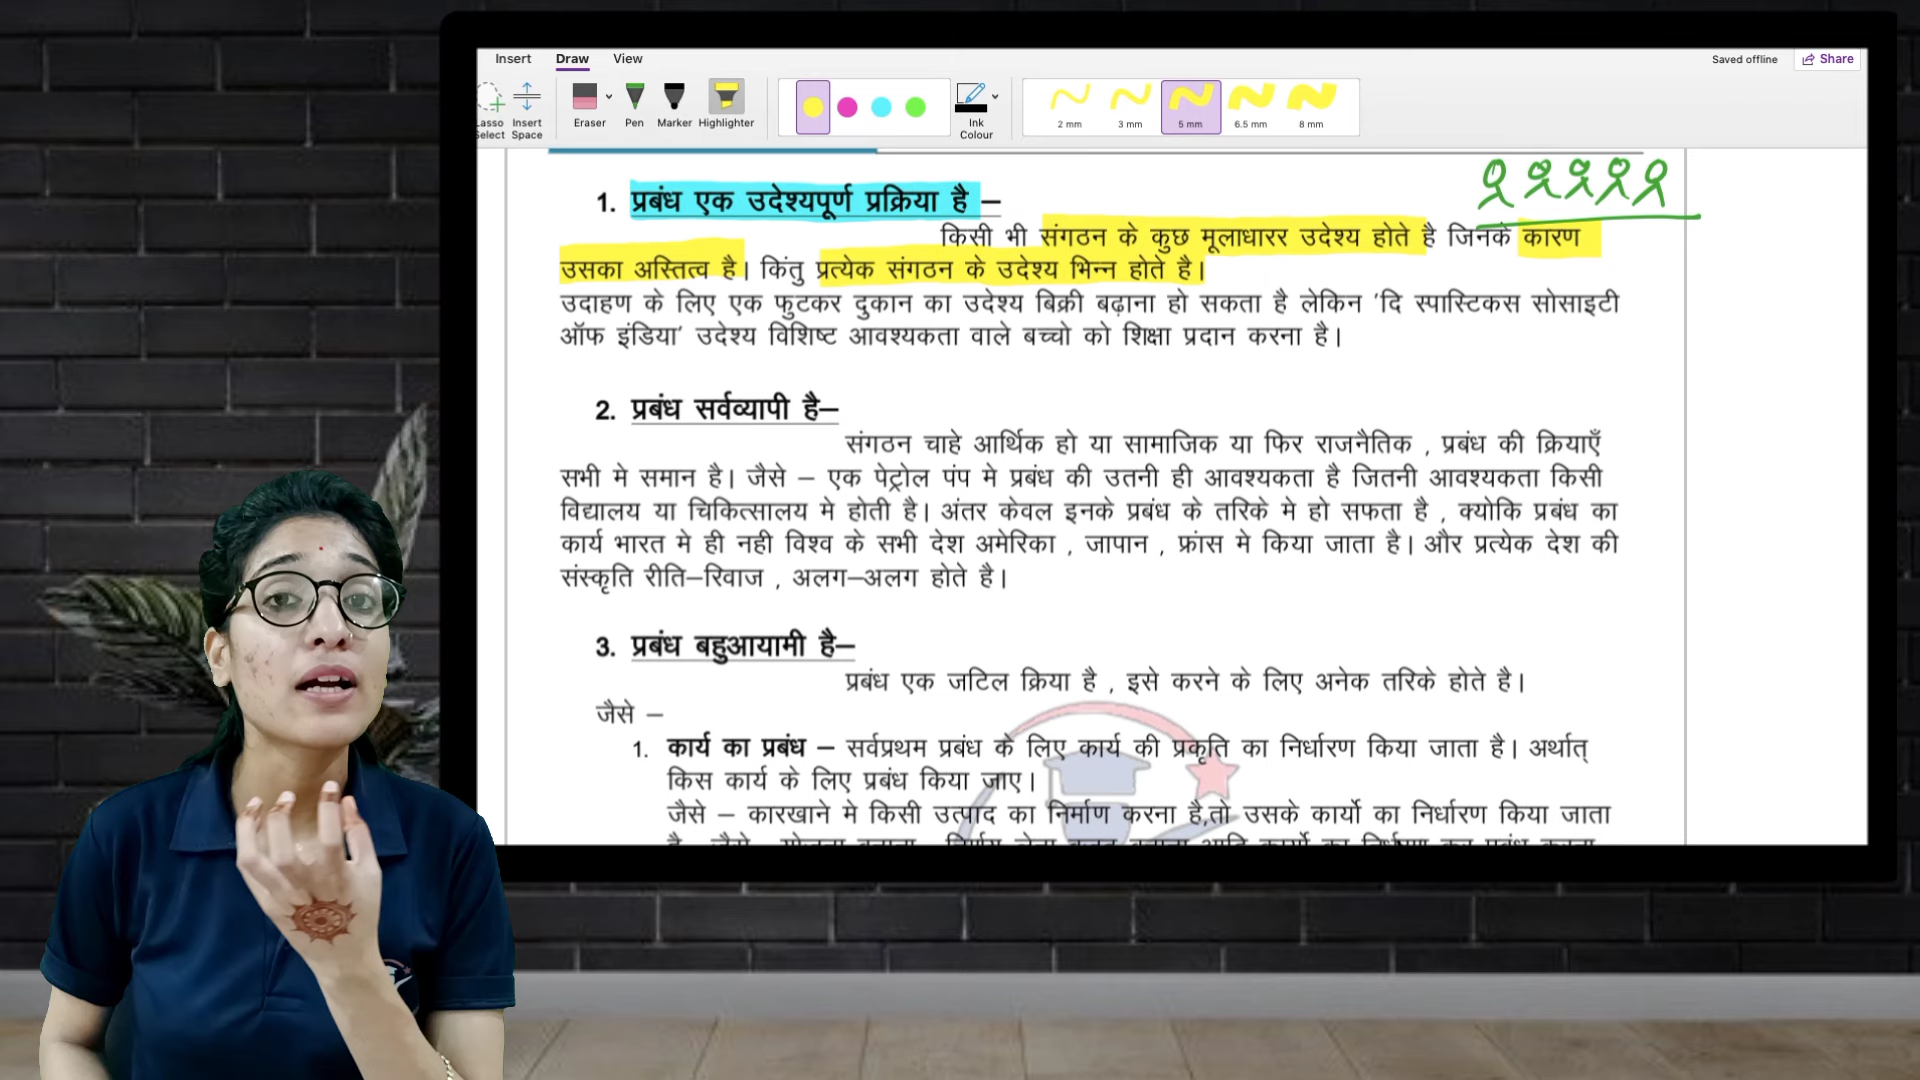 Insert Draw View Saved offline Share
Lasso Select Insert Space Eraser Pen Marker Highlighter Ink Colour 2 mm 3 mm 5 mm 6.5 mm 8 mm
1. प्रबंध एक उदेश्यपूर्ण प्रक्रिया है –
किसी भी संगठन के कुछ मूलाधारर उदेश्य होते है जिनके कारण
उसका अस्तित्व है। किंतु प्रत्येक संगठन के उदेश्य भिन्न होते है।
उदाहण के लिए एक फुटकर दुकान का उदेश्य बिक्री बढ़ाना हो सकता है लेकिन 'दि स्पास्टिकस सोसाइटी
ऑफ इंडिया' उदेश्य विशिष्ट आवश्यकता वाले बच्चो को शिक्षा प्रदान करना है।
2. प्रबंध सर्वव्यापी है–
संगठन चाहे आर्थिक हो या सामाजिक या फिर राजनैतिक , प्रबंध की क्रियाएँ
सभी मे समान है। जैसे – एक पेट्रोल पंप मे प्रबंध की उतनी ही आवश्यकता है जितनी आवश्यकता किसी
विद्यालय या चिकित्सालय मे होती है। अंतर केवल इनके प्रबंध के तरिके मे हो सफता है , क्योकि प्रबंध का
कार्य भारत मे ही नही विश्व के सभी देश अमेरिका , जापान , फ्रांस मे किया जाता है। और प्रत्येक देश की
संस्कृति रीति–रिवाज , अलग–अलग होते है।
3. प्रबंध बहुआयामी है–
प्रबंध एक जटिल क्रिया है , इसे करने के लिए अनेक तरिके होते है।
जैसे –
1. कार्य का प्रबंध – सर्वप्रथम प्रबंध के लिए कार्य की प्रकृति का निर्धारण किया जाता है। अर्थात्
किस कार्य के लिए प्रबंध किया जाए।
जैसे – कारखाने मे किसी उत्पाद का निर्माण करना है,तो उसके कार्यो का निर्धारण किया जाता